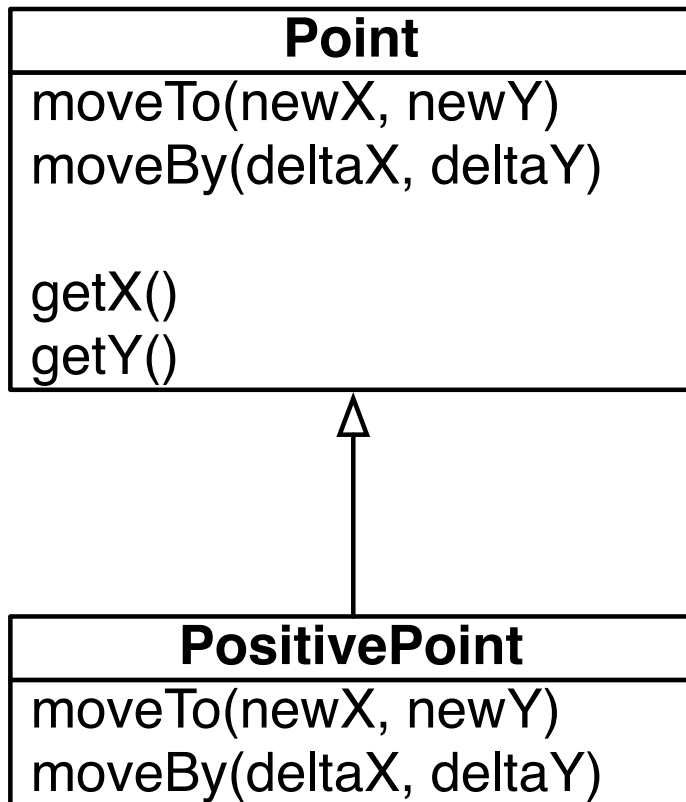 Point
moveTo(newX, newY)
moveBy(deltaX, deltaY)
getX()
getY()
PositivePoint
moveTo(newX, newY)
moveBy(deltaX, deltaY)